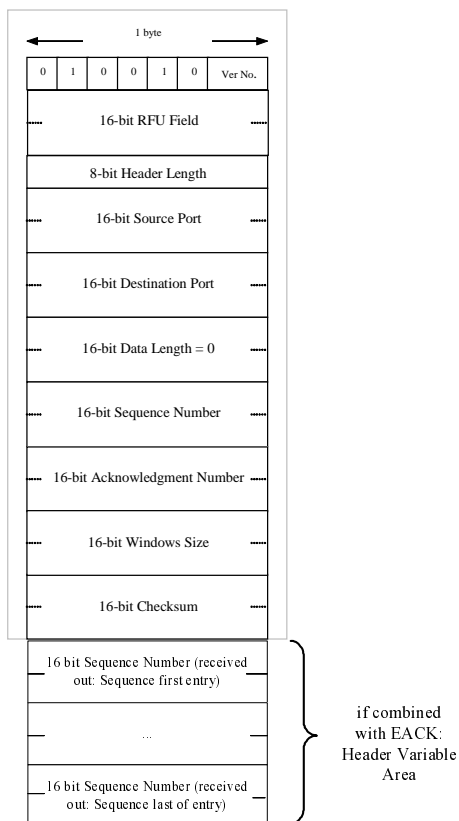 1 byte
0 1 0 0 1 0 Ver No.
16-bit RFU Field
8-bit Header Length
16-bit Source Port
16-bit Destination Port
16-bit Data Length = 0
16-bit Sequence Number
16-bit Acknowledgment Number
16-bit Windows Size
16-bit Checksum
16 bit Sequence Number (received
out: Sequence first entry)
...
16 bit Sequence Number (received
out: Sequence last of entry)
if combined
with EACK:
Header Variable
Area